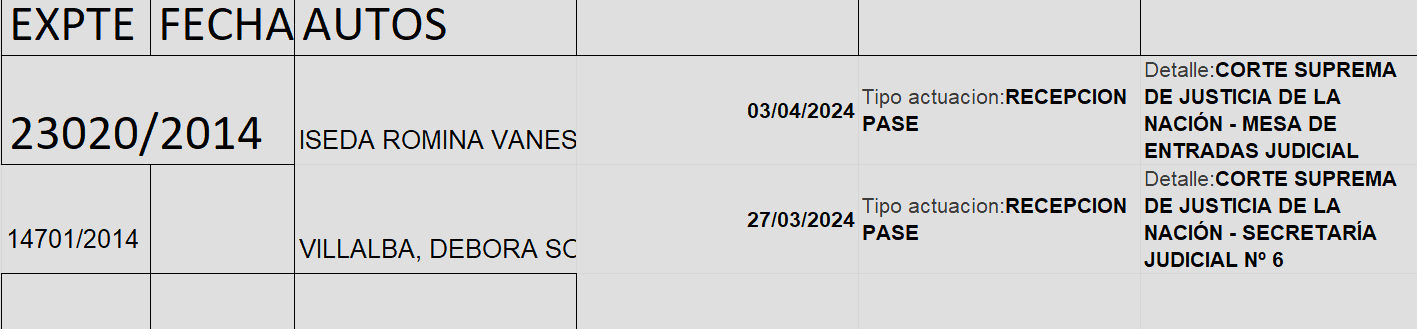 EXPTE FECHA AUTOS
23020/2014 ISEDA ROMINA VANES 03/04/2024 Tipo actuacion:RECEPCION
PASE
Detalle:CORTE SUPREMA
DE JUSTICIA DE LA
NACIÓN - MESA DE
ENTRADAS JUDICIAL
14701/2014 VILLALBA, DEBORA SO 27/03/2024 Tipo actuacion:RECEPCION
PASE
Detalle:CORTE SUPREMA
DE JUSTICIA DE LA
NACIÓN - SECRETARÍA
JUDICIAL Nº 6